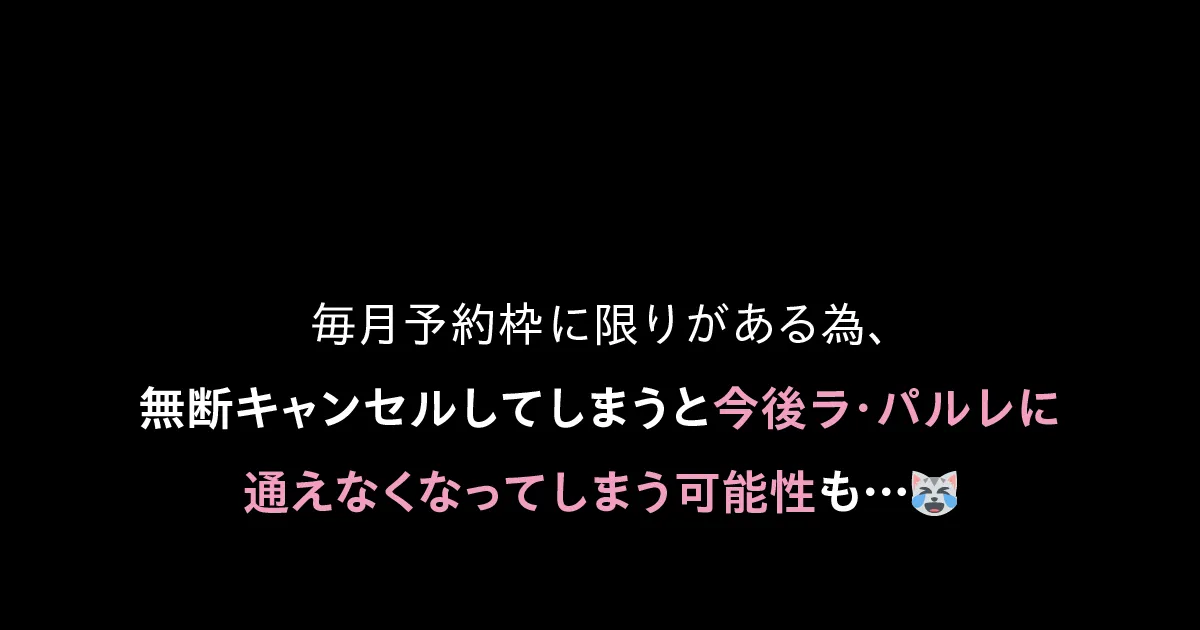 毎月予約枠に限りがある為、
無断キャンセルしてしまうと今後ラ・パルレに
通えなくなってしまう可能性も…😹